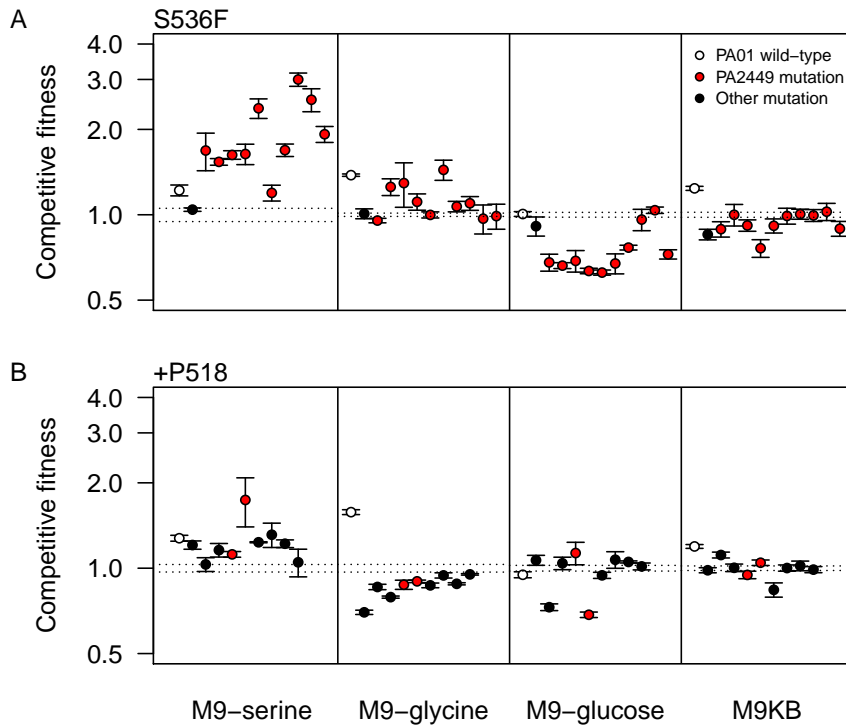 A
S536F
4.0
3.0
2.0
1.0
0.5
Competitive fitness
PA01 wild−type
PA2449 mutation
Other mutation
B
+P518
4.0
3.0
2.0
1.0
0.5
Competitive fitness
M9−serine
M9−glycine
M9−glucose
M9KB